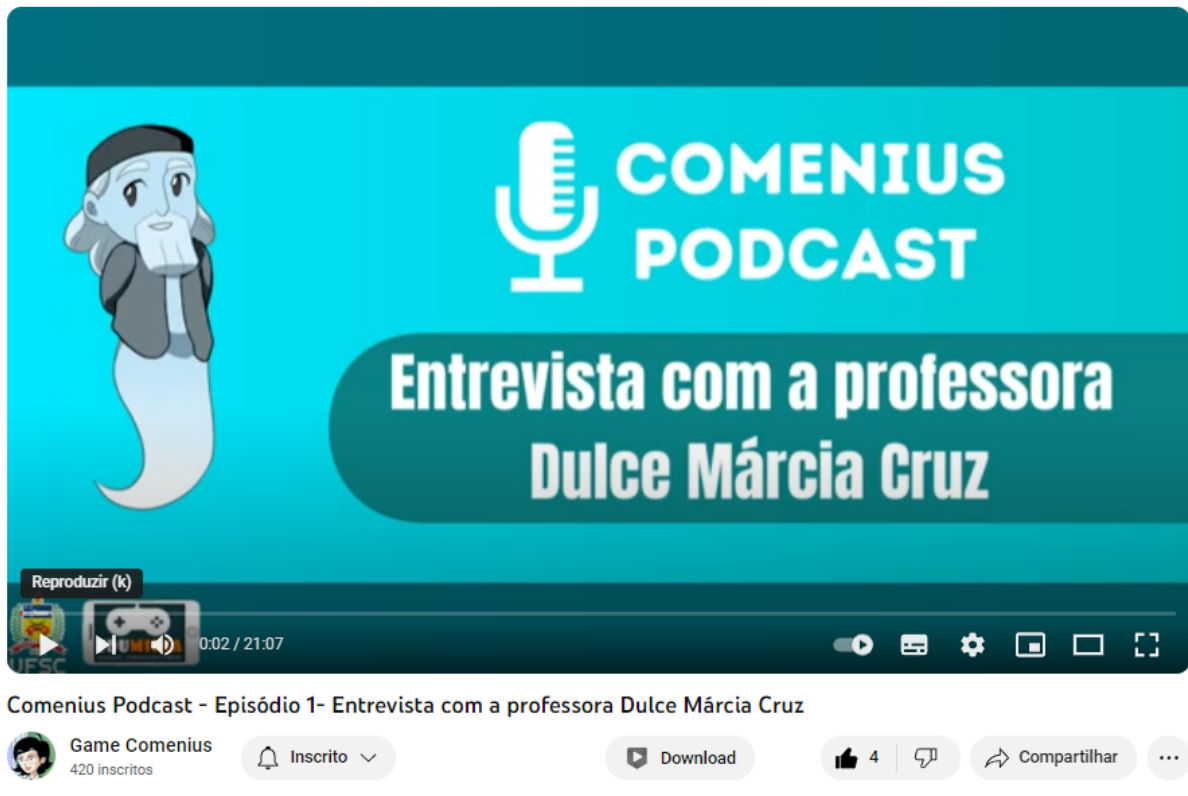 COMENIUS
PODCAST
Entrevista com a professora
Dulce Márcia Cruz
Reproduzir (k)
UFSC
0:02 / 21:07
Comenius Podcast - Episódio 1- Entrevista com a professora Dulce Márcia Cruz
Game Comenius
420 inscritos
Inscrito
Download
4
Compartilhar